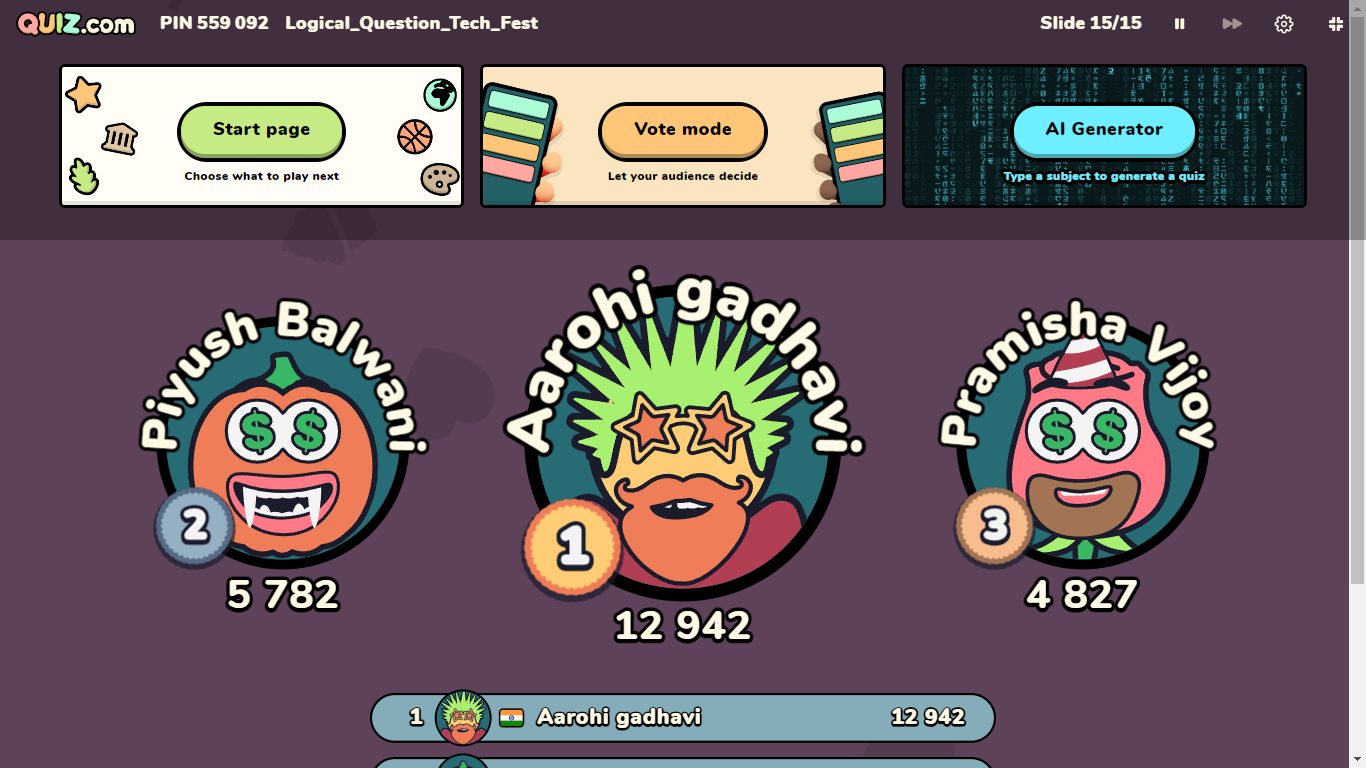 QUIZ.com PIN 559 092 Logical_Question_Tech_Fest Slide 15/15
Start page
Choose what to play next
Vote mode
Let your audience decide
AI Generator
Type a subject to generate a quiz
Piyush Balwani
2
5 782
Aarohi gadhavi
1
12 942
Pramisha Vijoy
3
4 827
1 Aarohi gadhavi 12 942